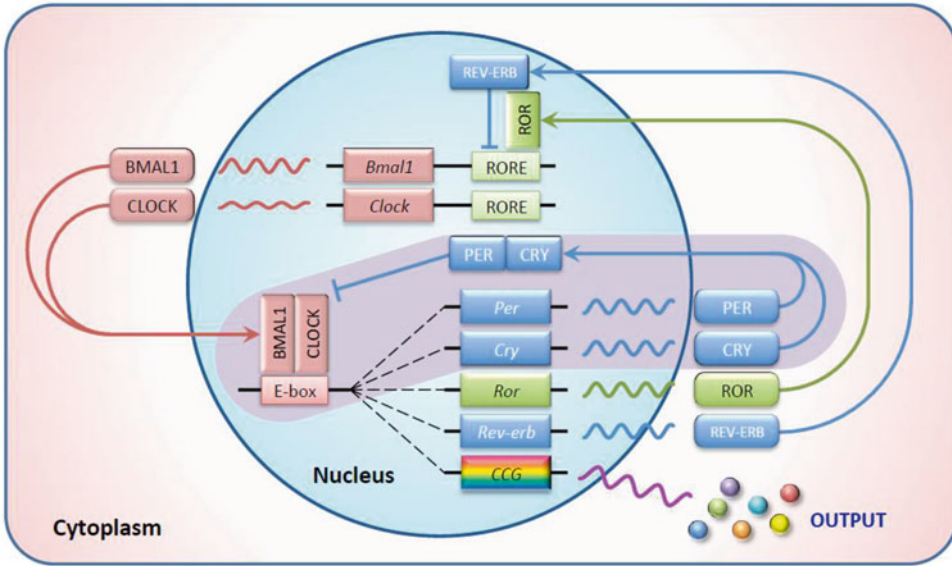 REV-ERB
ROR
BMAL1
Bmal1
RORE
CLOCK
Clock
RORE
PER CRY
BMAL1
CLOCK
E-box
Per
PER
Cry
CRY
Ror
ROR
Rev-erb
REV-ERB
CCG
Nucleus
Cytoplasm
OUTPUT